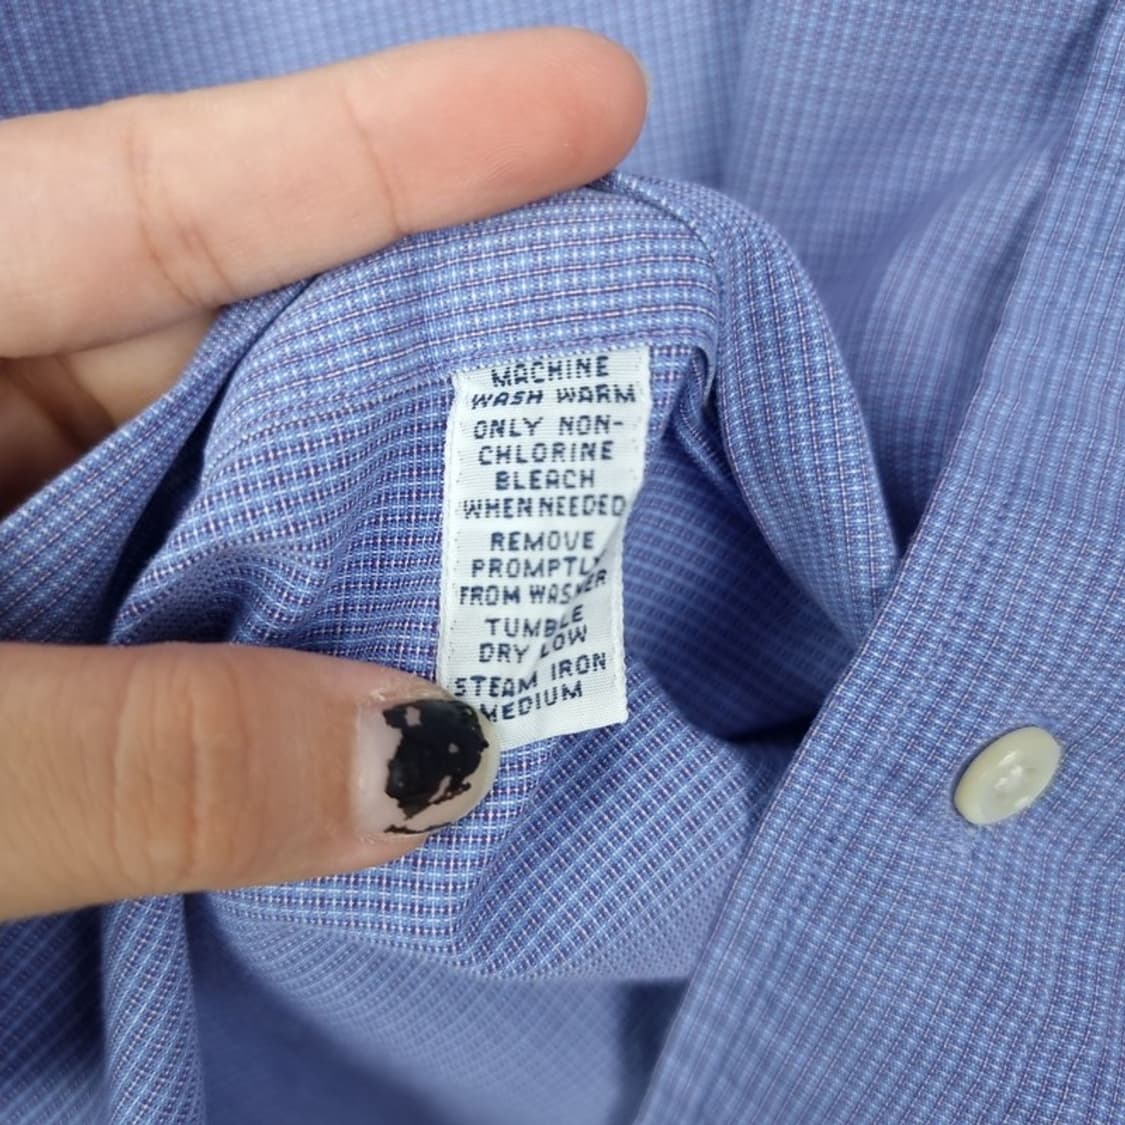 MACHINE
WASH WARM
ONLY NON-
CHLORINE
BLEACH
WHEN NEEDED
REMOVE
PROMPTLY
FROM WASHER
TUMBLE
DRY LOW
STEAM IRON
MEDIUM